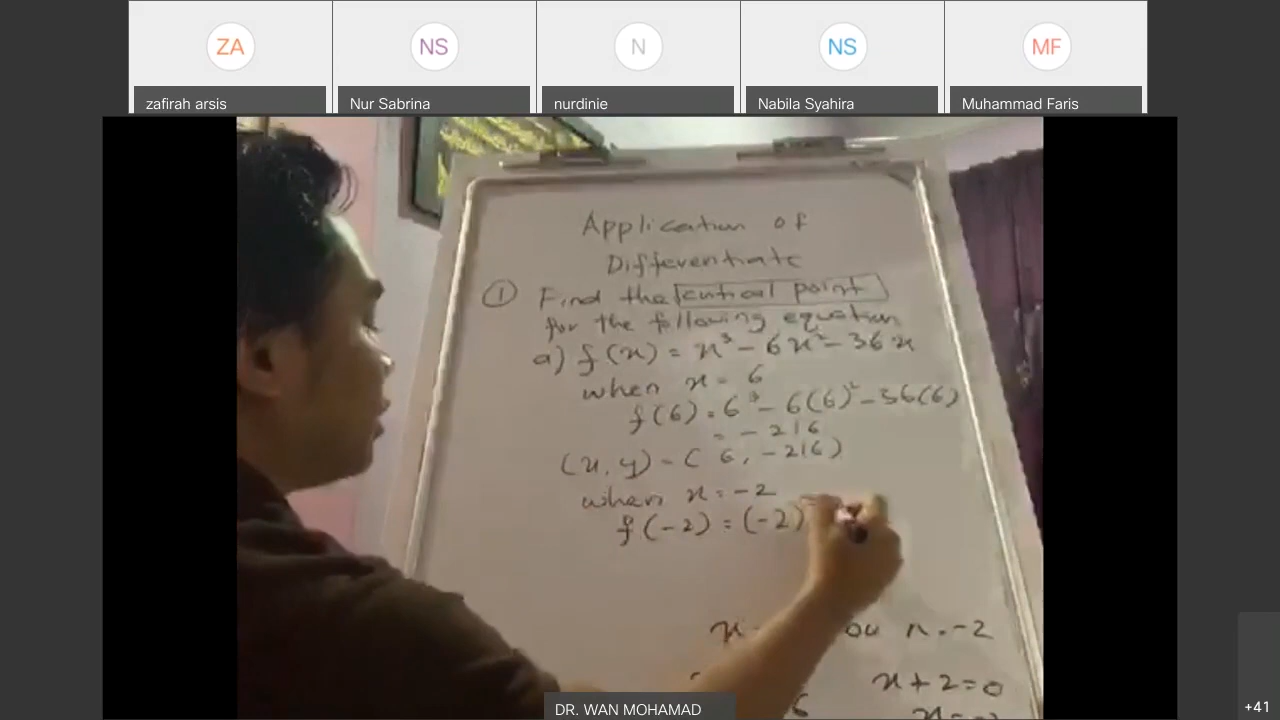 ZA
NS
N
NS
MF
zafirah arsis
Nur Sabrina
nurdinie
Nabila Syahira
Muhammad Faris
Application of
Differentiate
① Find the critical point
for the following equation
a) f(x) = x³ - 6x² - 36x
when x = 6
f(6) = 6³ - 6(6)² - 36(6)
= - 216
(x, y) = ( 6, -216)
when x = -2
f(-2) = (-2)
x = -2
x + 2 = 0
DR. WAN MOHAMAD
+41